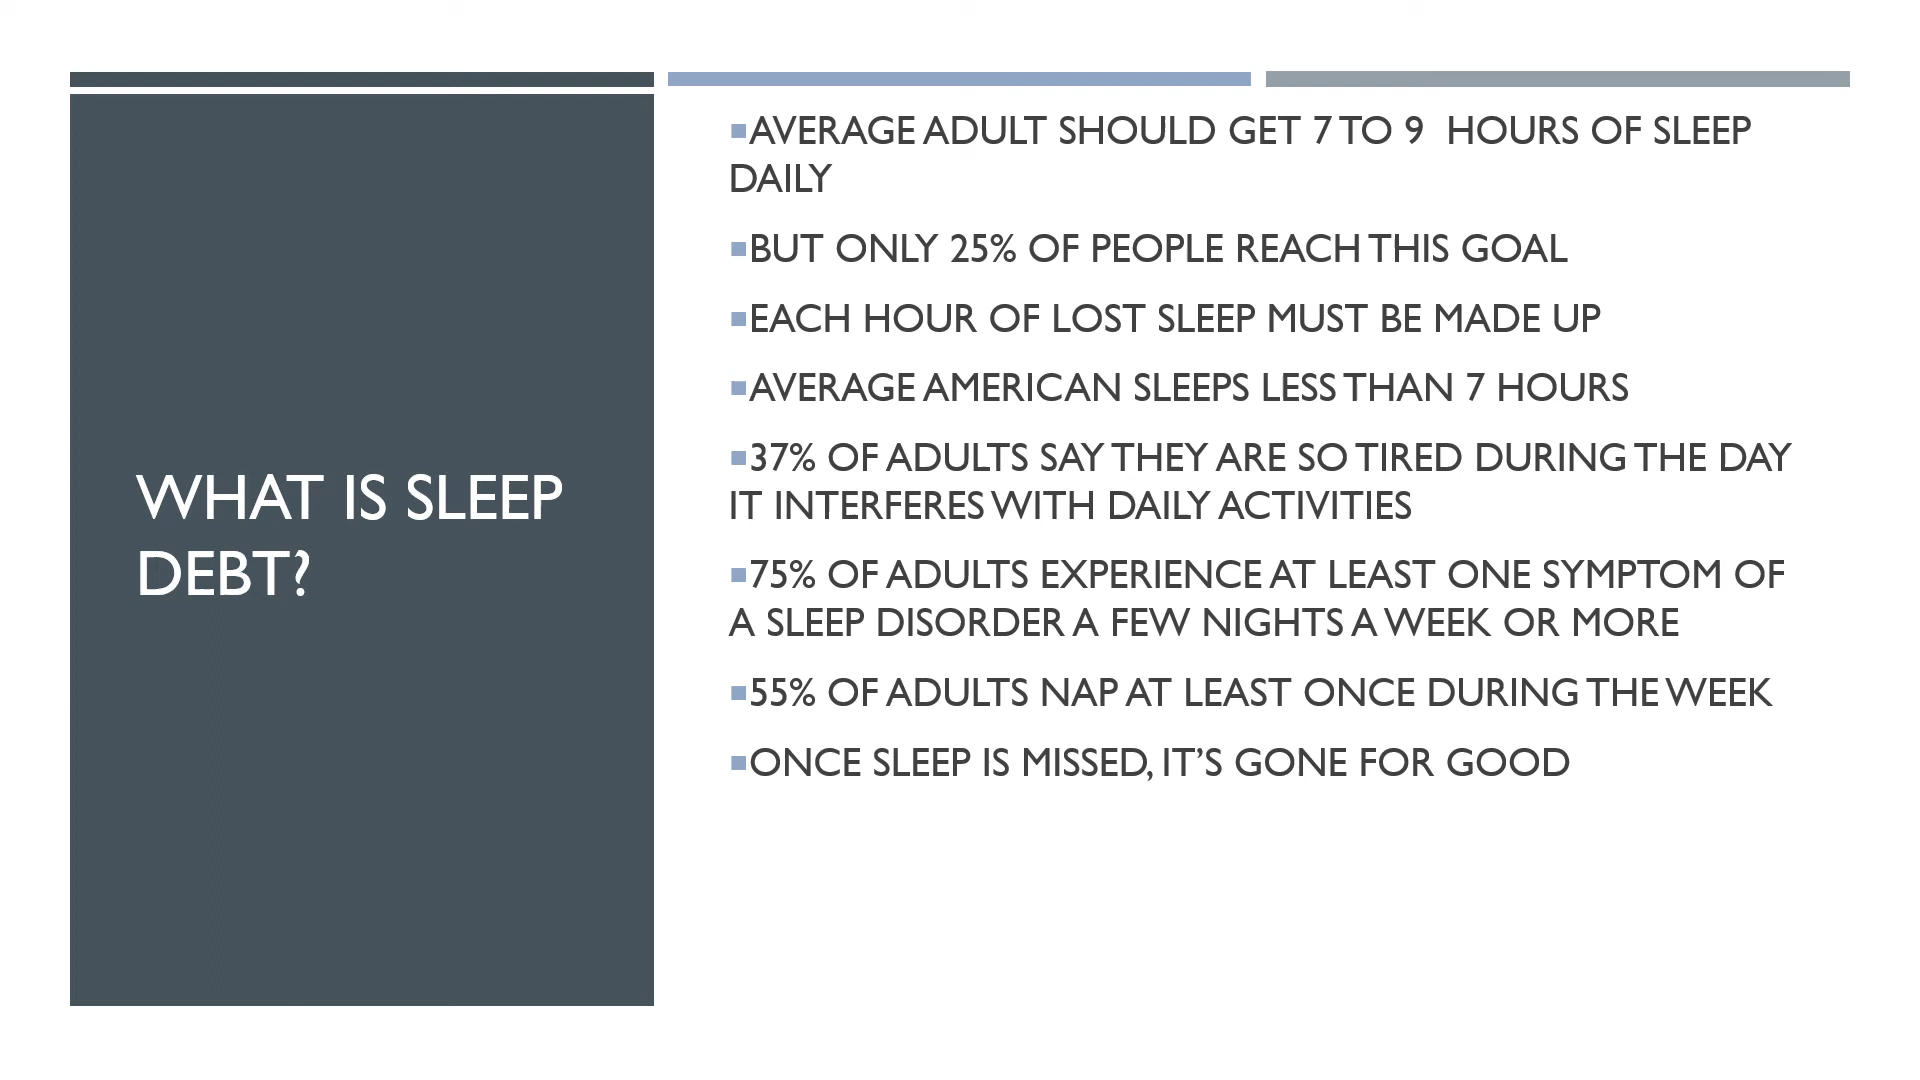 WHAT IS SLEEP
DEBT?
▪AVERAGE ADULT SHOULD GET 7 TO 9 HOURS OF SLEEP
DAILY
▪BUT ONLY 25% OF PEOPLE REACH THIS GOAL
▪EACH HOUR OF LOST SLEEP MUST BE MADE UP
▪AVERAGE AMERICAN SLEEPS LESS THAN 7 HOURS
▪37% OF ADULTS SAY THEY ARE SO TIRED DURING THE DAY
IT INTERFERES WITH DAILY ACTIVITIES
▪75% OF ADULTS EXPERIENCE AT LEAST ONE SYMPTOM OF
A SLEEP DISORDER A FEW NIGHTS A WEEK OR MORE
▪55% OF ADULTS NAP AT LEAST ONCE DURING THE WEEK
▪ONCE SLEEP IS MISSED, IT’S GONE FOR GOOD